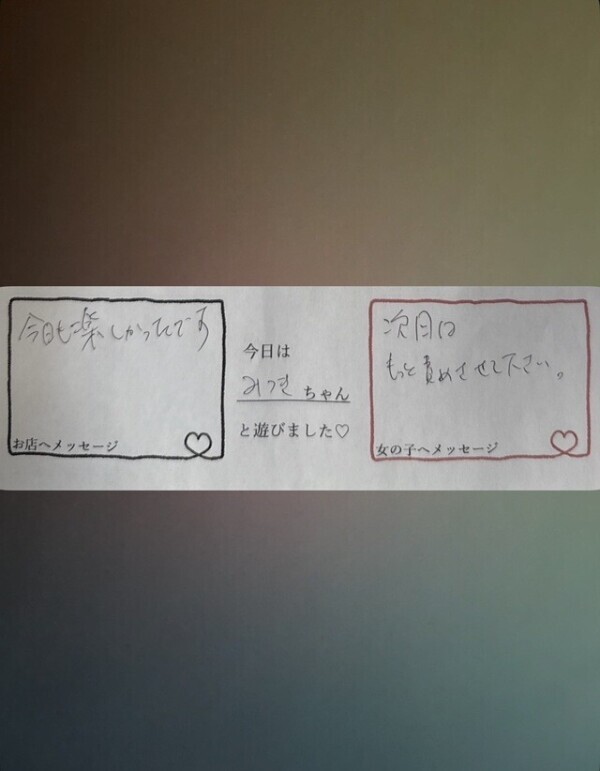 今日も楽しかったです
お店へメッセージ
今日は
みつきちゃん
と遊びました♡
次回は
もっと責めさせて下さい。
女の子へメッセージ